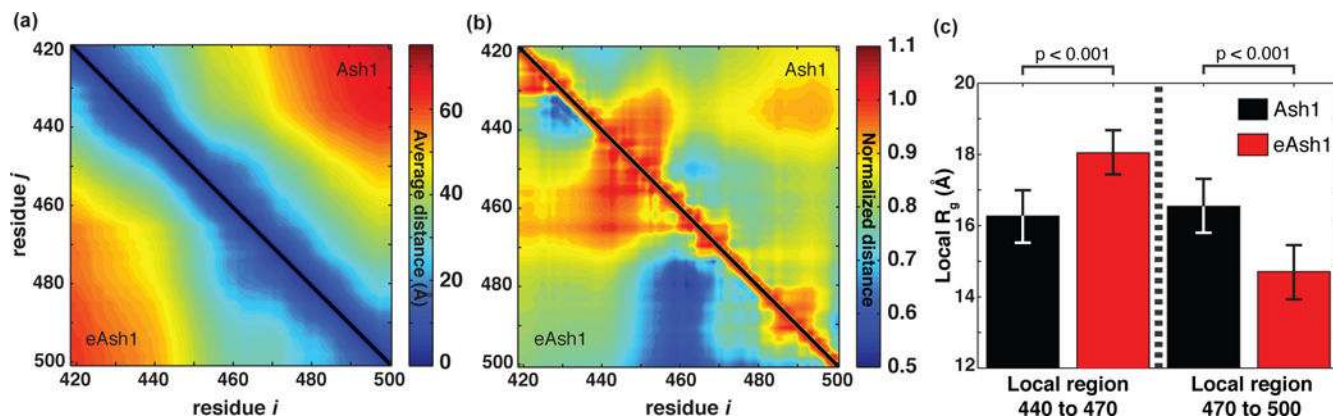 (a)
Ash1
eAsh1
420
440
460
480
500
residue j
420 440 460 480 500
residue i
60
40
20
0
Average distance (Å)
(b)
Ash1
eAsh1
420
440
460
480
500
420 440 460 480 500
residue i
1.1
1.0
0.9
0.8
0.7
0.6
0.5
Normalized distance
(c)
p < 0.001 p < 0.001
Ash1
eAsh1
20
18
16
14
12
Local Rg (Å)
Local region
440 to 470
Local region
470 to 500